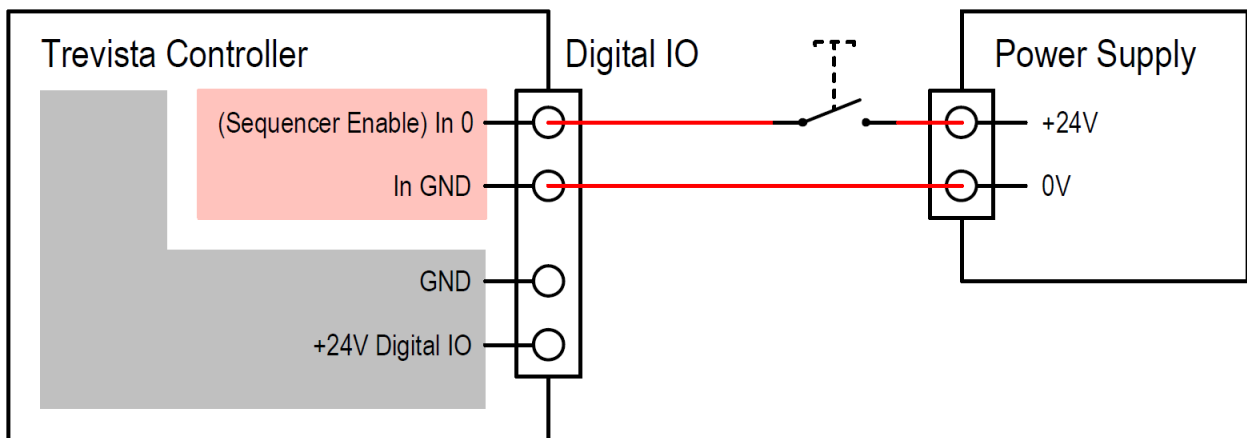 Trevista Controller
Digital IO
Power Supply
(Sequencer Enable) In 0
+24V
In GND
0V
GND
+24V Digital IO